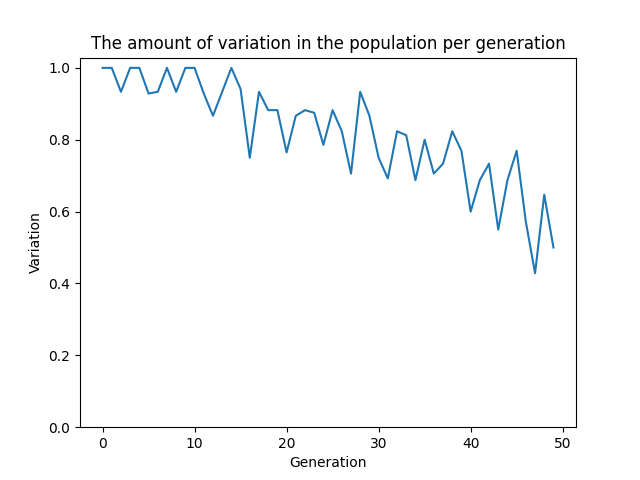 The amount of variation in the population per generation
1.0
0.8
0.6
0.4
0.2
0.0
Variation
0 10 20 30 40 50
Generation